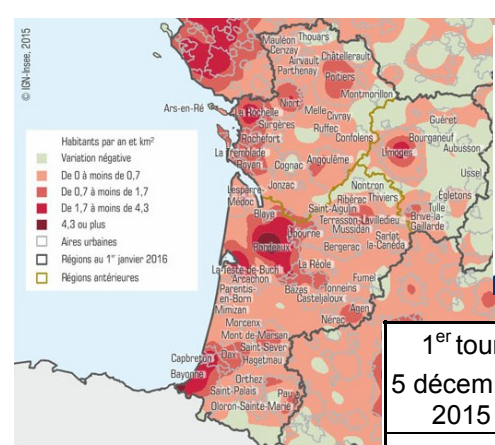 © IGN-Insee, 2015
Habitants par an et km²
Variation négative
De 0 à moins de 0,7
De 0,7 à moins de 1,7
De 1,7 à moins de 4,3
4,3 ou plus
Aires urbaines
Régions au 1er janvier 2016
Régions antérieures
Mauléon
Thouars
Cerizay
Airvault
Châtellerault
Parthenay
Poitiers
Montmorillon
Ars-en-Ré
La Rochelle
Niort
Melle
Civray
Surgères
Ruffec
Rochefort
Confolens
Guéret
Bourganeuf
Limoges
Aubusson
La Tremblade
Royan
Cognac
Angoulême
Ussel
Lesparre-
Médoc
Jonzac
Nontron
Égletons
Ribérac
Thiviers
Tulle
Blaye
Saint-Aiguin
Terrasson-Lavilledieu
Brive-la-
Gaillarde
Libourne
Mussidan
Bordeaux
Bergerac
Sarlat-
la-Canéda
La Teste-de-Buch
Arcachon
La Réole
Fumel
Parentis-
en-Born
Bazas
Tonneins
Casteljaloux
Mimizan
Agen
Morcenx
Nérac
Mont-de-Marsan
Saint-Sever
Capbreton
Dax
Hagetmau
Bayonne
Orthez
Saint-Palais
Pau
Oloron-Sainte-Marie
1er tour
5 décem
2015